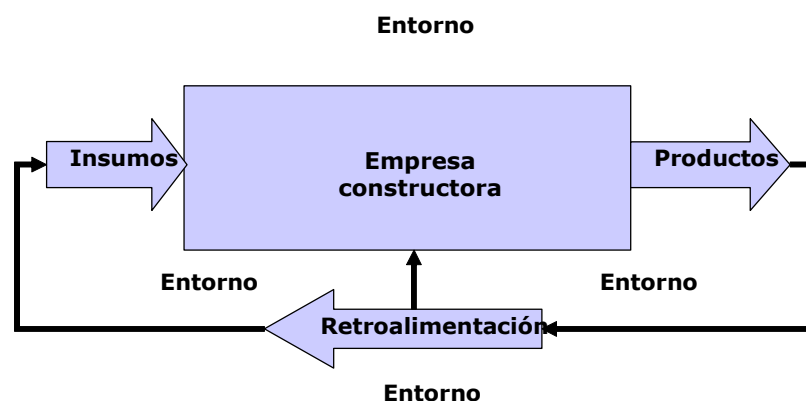 Entorno
Insumos
Empresa
constructora
Productos
Entorno
Entorno
Retroalimentación
Entorno